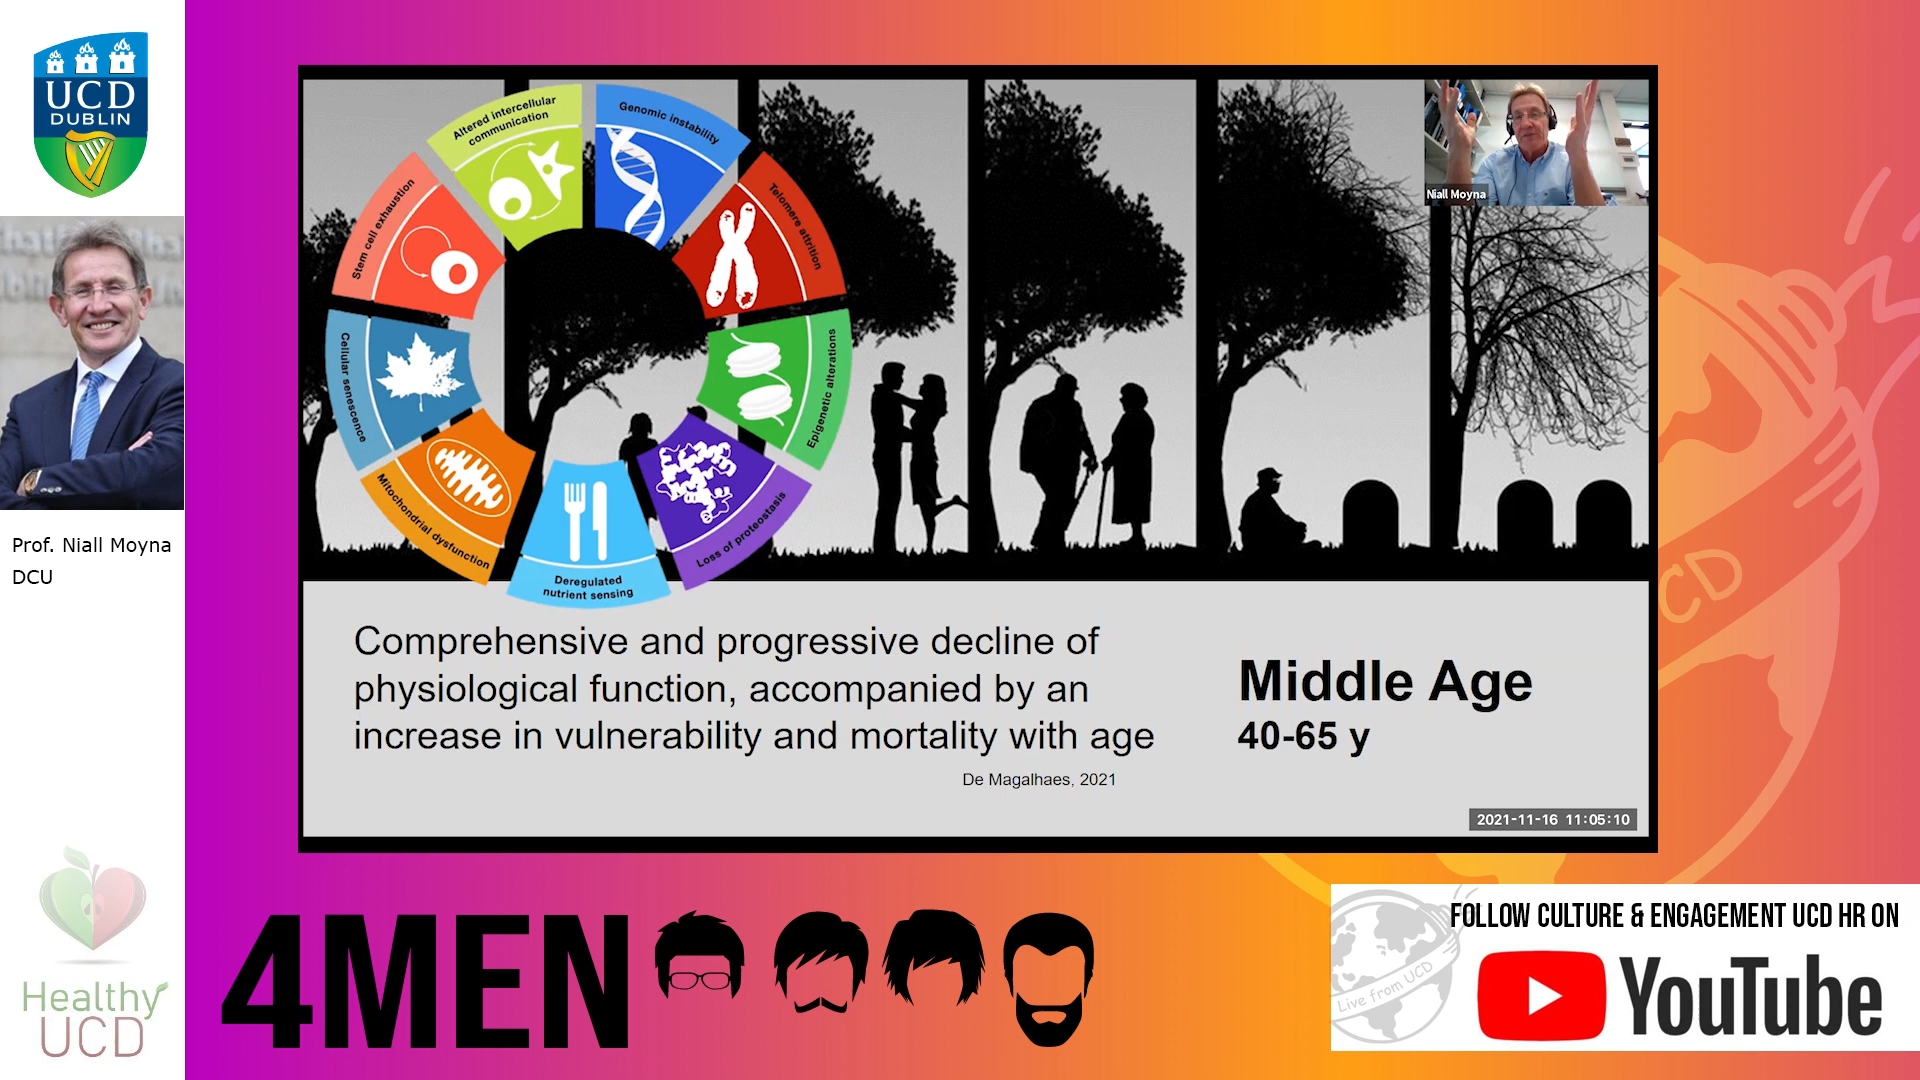 UCD
DUBLIN
Prof. Niall Moyna
DCU
Healthy
UCD
Altered intercellular
communication
Genomic instability
Telomere attrition
Epigenetic alterations
Loss of proteostasis
Deregulated
nutrient sensing
Mitochondrial dysfunction
Cellular senescence
Stem cell exhaustion
Niall Moyna
Comprehensive and progressive decline of
physiological function, accompanied by an
increase in vulnerability and mortality with age
De Magalhaes, 2021
Middle Age
40-65 y
2021-11-16 11:05:10
UCD
4MEN
FOLLOW CULTURE & ENGAGEMENT UCD HR ON
YouTube
Live from UCD